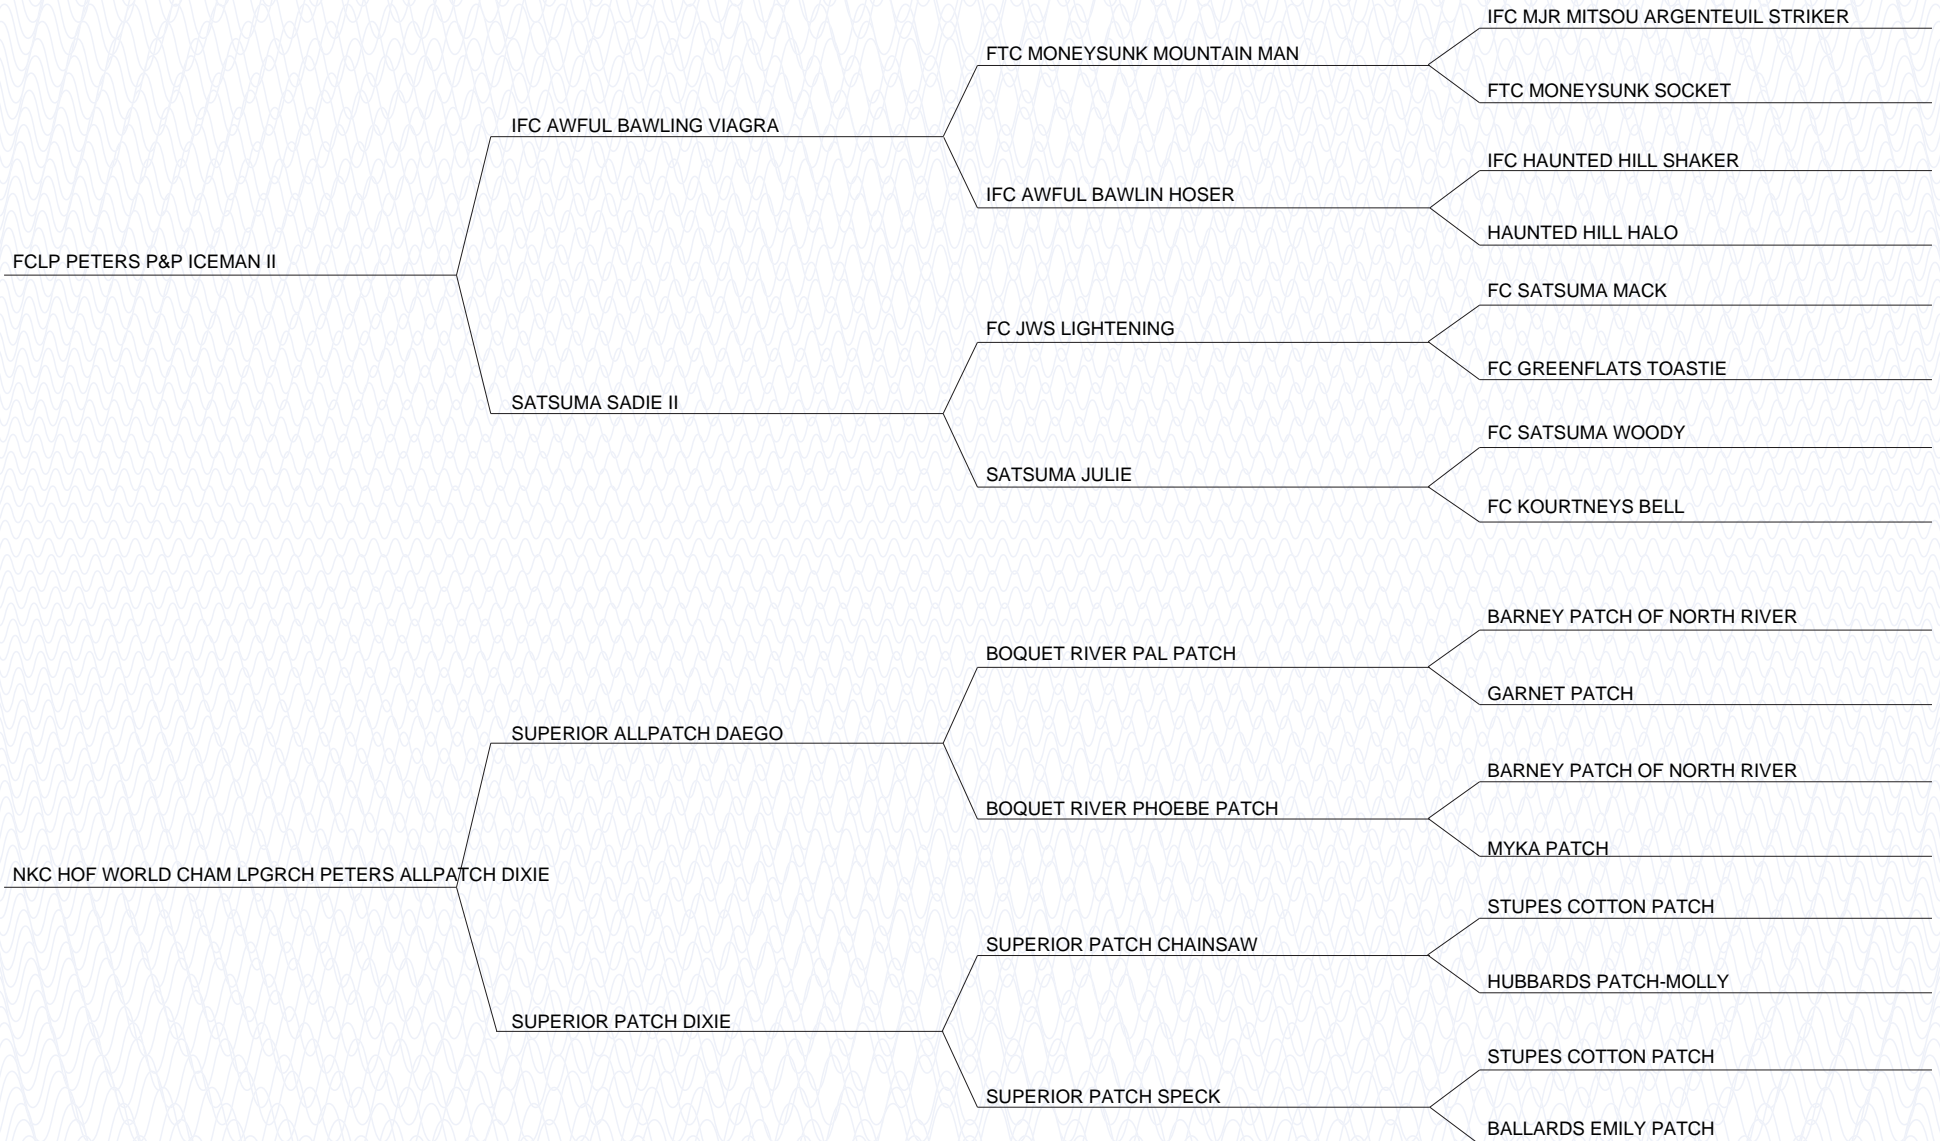 IFC MJR MITSOU ARGENTEUIL STRIKER
FTC MONEYSUNK MOUNTAIN MAN
FTC MONEYSUNK SOCKET
IFC AWFUL BAWLING VIAGRA
IFC HAUNTED HILL SHAKER
IFC AWFUL BAWLIN HOSER
HAUNTED HILL HALO
FCLP PETERS P&P ICEMAN II
FC SATSUMA MACK
FC JWS LIGHTENING
FC GREENFLATS TOASTIE
SATSUMA SADIE II
FC SATSUMA WOODY
SATSUMA JULIE
FC KOURTNEYS BELL
BARNEY PATCH OF NORTH RIVER
BOQUET RIVER PAL PATCH
GARNET PATCH
SUPERIOR ALLPATCH DAEGO
BARNEY PATCH OF NORTH RIVER
BOQUET RIVER PHOEBE PATCH
MYKA PATCH
NKC HOF WORLD CHAM LPGRCH PETERS ALLPATCH DIXIE
STUPES COTTON PATCH
SUPERIOR PATCH CHAINSAW
HUBBARDS PATCH-MOLLY
SUPERIOR PATCH DIXIE
STUPES COTTON PATCH
SUPERIOR PATCH SPECK
BALLARDS EMILY PATCH